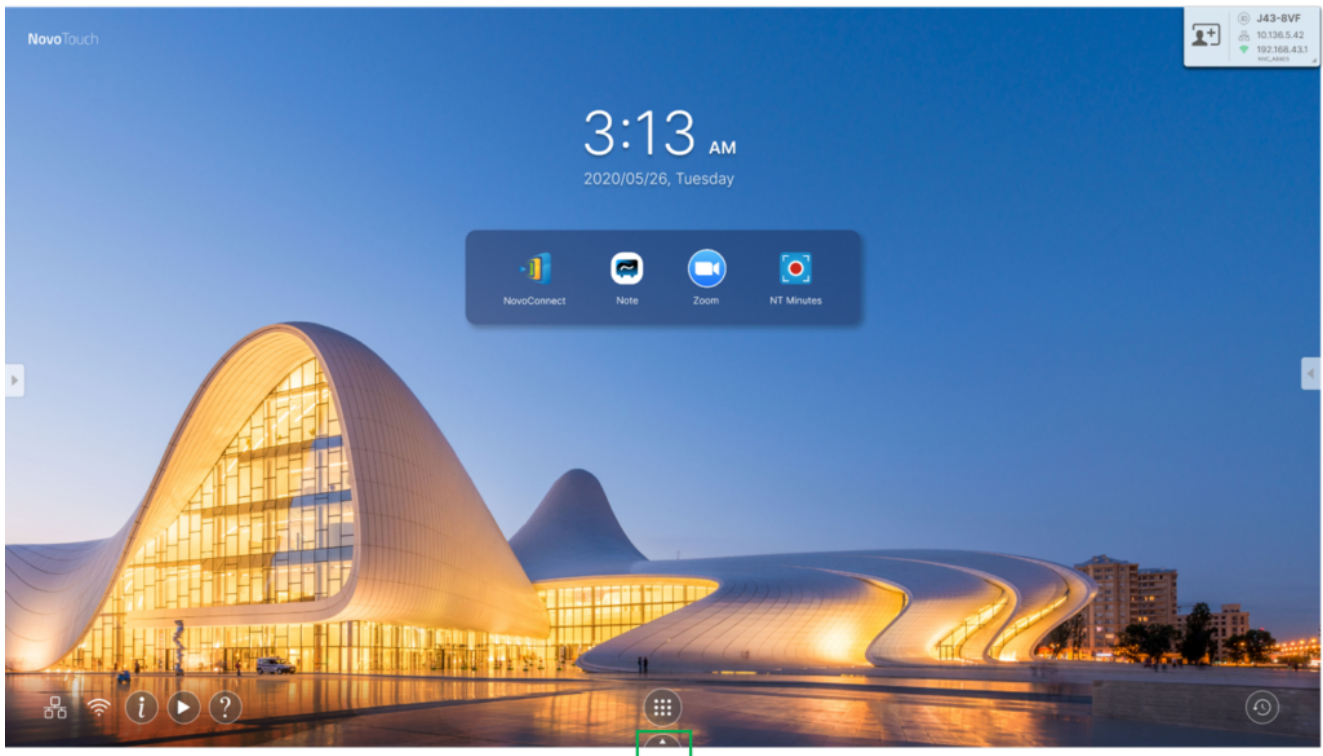 NovoTouch
J43-8VF
10.136.5.42
192.168.43.1
3:13 AM
2020/05/26, Tuesday
NovoConnect Note Zoom NT Minutes
i ?